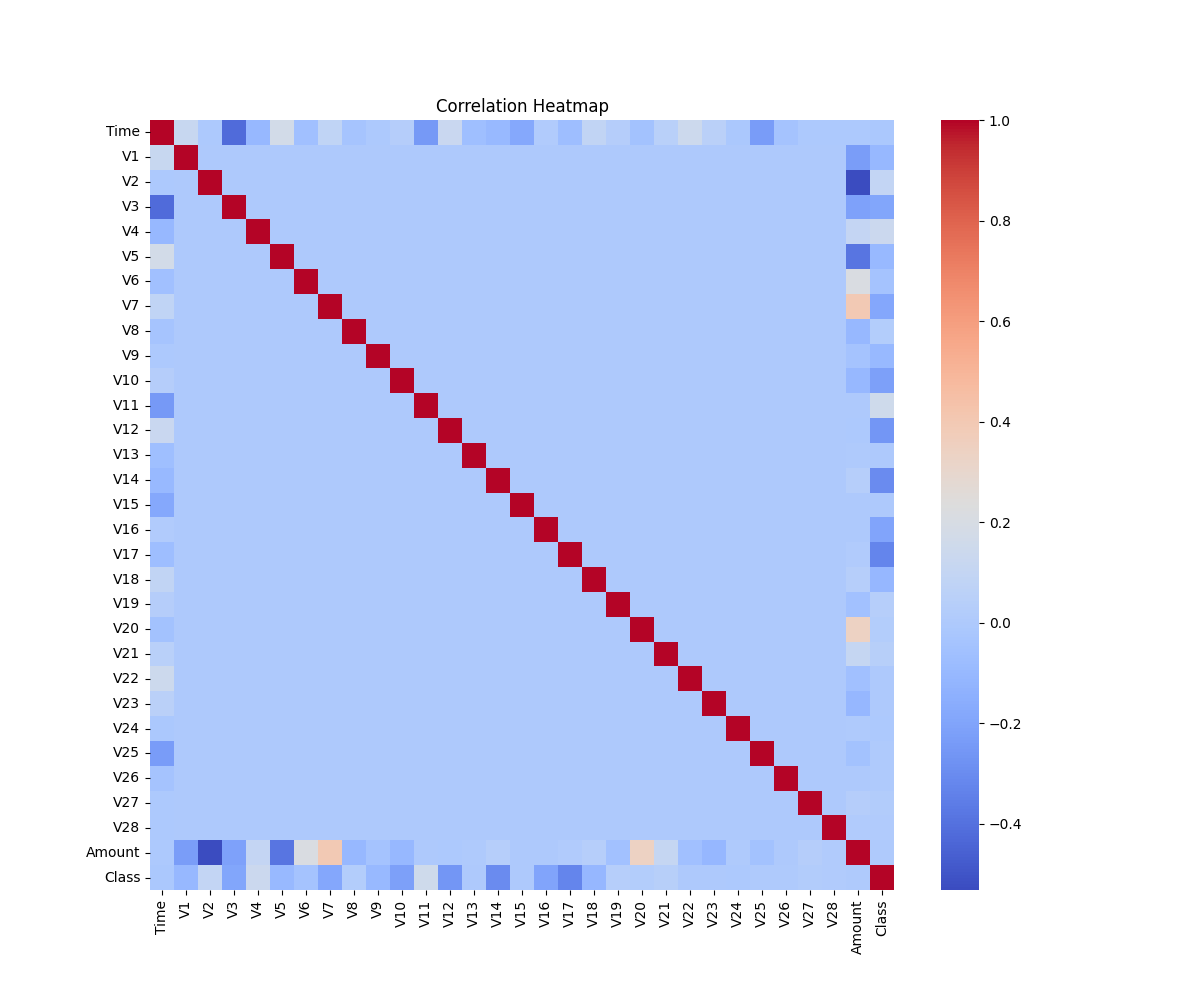 Correlation Heatmap
Time
V1
V2
V3
V4
V5
V6
V7
V8
V9
V10
V11
V12
V13
V14
V15
V16
V17
V18
V19
V20
V21
V22
V23
V24
V25
V26
V27
V28
Amount
Class
Time
V1
V2
V3
V4
V5
V6
V7
V8
V9
V10
V11
V12
V13
V14
V15
V16
V17
V18
V19
V20
V21
V22
V23
V24
V25
V26
V27
V28
Amount
Class
1.0
0.8
0.6
0.4
0.2
0.0
−0.2
−0.4